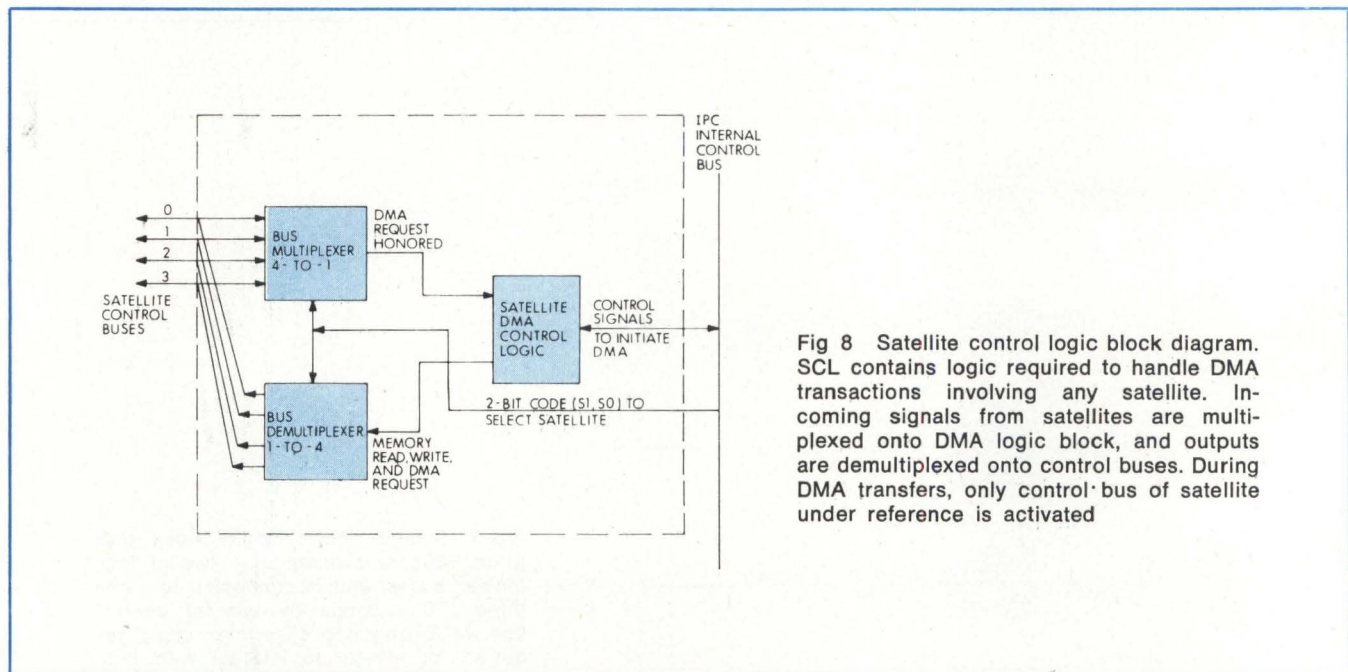 IPC
INTERNAL
CONTROL
BUS
0
1
2
3
SATELLITE
CONTROL
BUSES
BUS
MULTIPLEXER
4-TO-1
DMA
REQUEST
HONORED
SATELLITE
DMA
CONTROL
LOGIC
CONTROL
SIGNALS
TO INITIATE
DMA
2-BIT CODE (S1, S0) TO
SELECT SATELLITE
BUS
DEMULTIPLEXER
1-TO-4
MEMORY
READ, WRITE,
AND DMA
REQUEST
Fig 8 Satellite control logic block diagram.
SCL contains logic required to handle DMA
transactions involving any satellite. In-
coming signals from satellites are multi-
plexed onto DMA logic block, and outputs
are demultiplexed onto control buses. During
DMA transfers, only control bus of satellite
under reference is activated